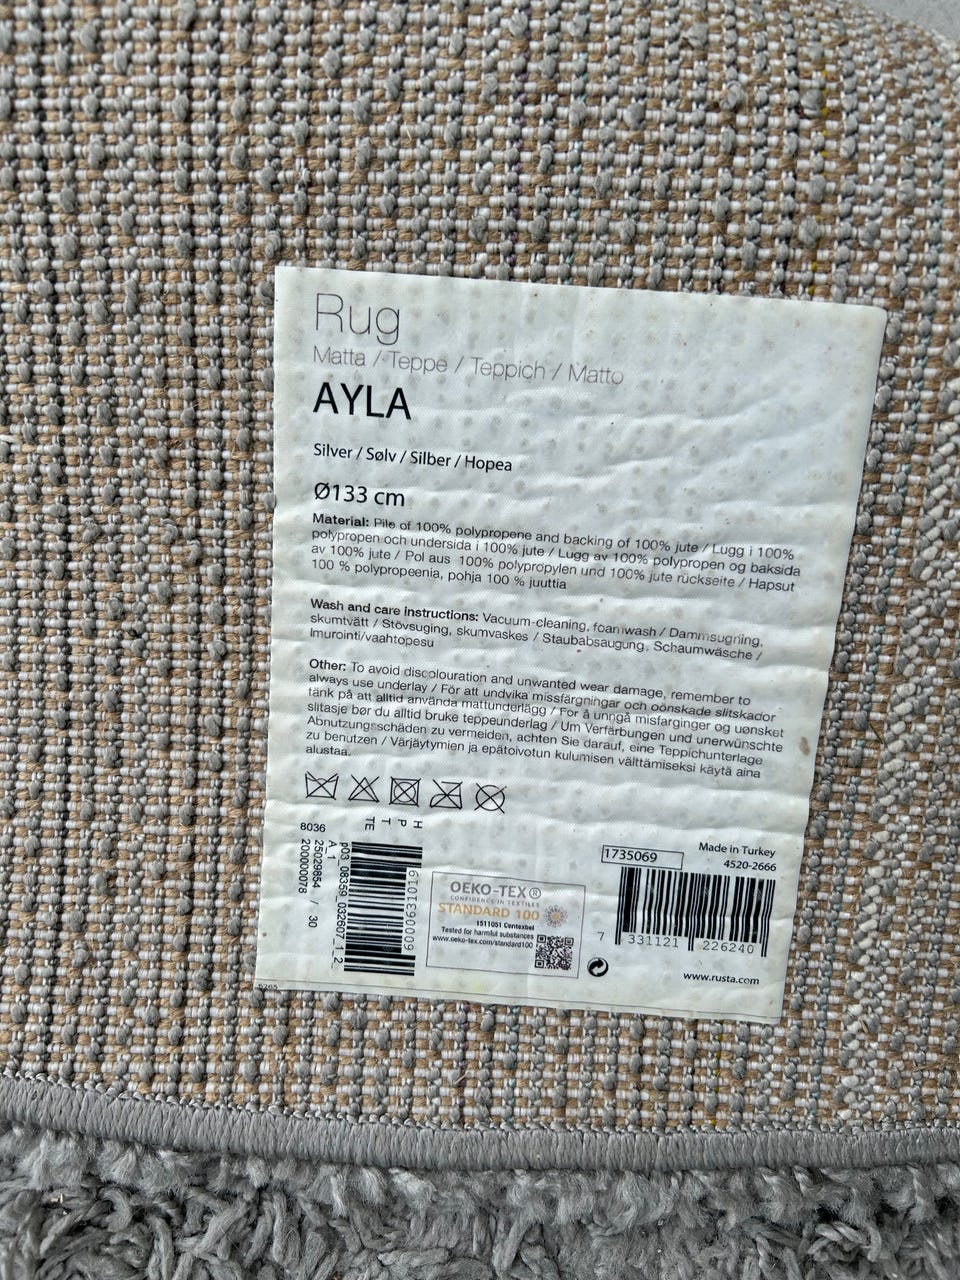 Rug
Matta / Teppe / Teppich / Matto
AYLA
Silver / Sølv / Silber / Hopea
Ø133 cm
Material: Pile of 100% polypropene and backing of 100% jute / Lugg i 100%
polypropen och undersida i 100% jute / Lugg av 100% polypropen og baksida
av 100% jute / Pol aus 100% polypropylen und 100% jute rückseite / Hapsut
100 % polypropeenia, pohja 100 % juuttia
Wash and care instructions: Vacuum-cleaning, foamwash / Dammsugning,
skumtvätt / Stövsuging, skumvaskes / Staubabsaugung, Schaumwäsche /
Imurointi/vaahtopesu
Other: To avoid discolouration and unwanted wear damage, remember to
always use underlay / För att undvika missfärgningar och oönskade slitskador
tänk på att alltid använda mattunderlägg / For å unngå misfarginger og uønsket
slitasje bør du alltid bruke teppeunderlag / Um Verfärbungen und unerwünschte
Abnutzungsschäden zu vermeiden, achten Sie darauf, eine Teppichunterlage
zu benutzen / Värjäytymien ja epätoivotun kulumisen välttämiseksi käytä aina
alustaa.
H P T TE
8036
A_1
25029854 / 30
200000078
p03_08359_032607_1_2
6000631019
OEKO-TEX®
CONFIDENCE IN TEXTILES
STANDARD 100
1511051 Centexbel
Tested for harmful substances
www.oeko-tex.com/standard100
1735069
Made in Turkey
4520-2666
7 331121 226240
www.rusta.com
5265